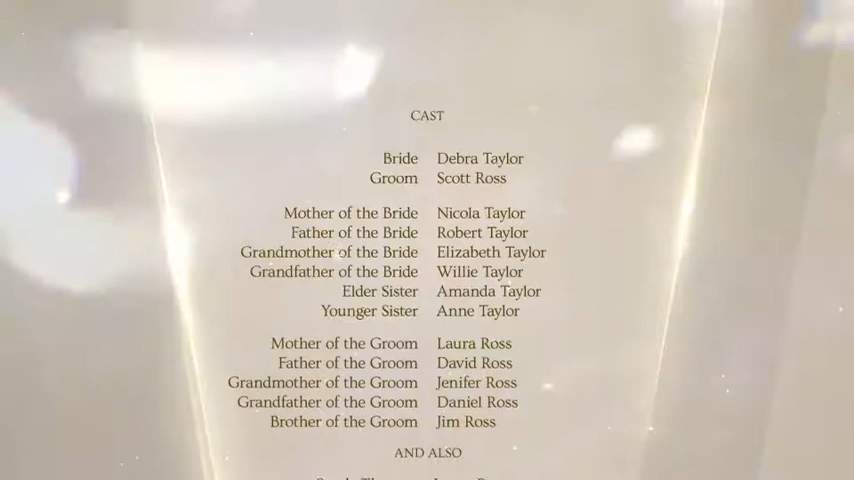 CAST
Bride Debra Taylor
Groom Scott Ross
Mother of the Bride Nicola Taylor
Father of the Bride Robert Taylor
Grandmother of the Bride Elizabeth Taylor
Grandfather of the Bride Willie Taylor
Elder Sister Amanda Taylor
Younger Sister Anne Taylor
Mother of the Groom Laura Ross
Father of the Groom David Ross
Grandmother of the Groom Jenifer Ross
Grandfather of the Groom Daniel Ross
Brother of the Groom Jim Ross
AND ALSO